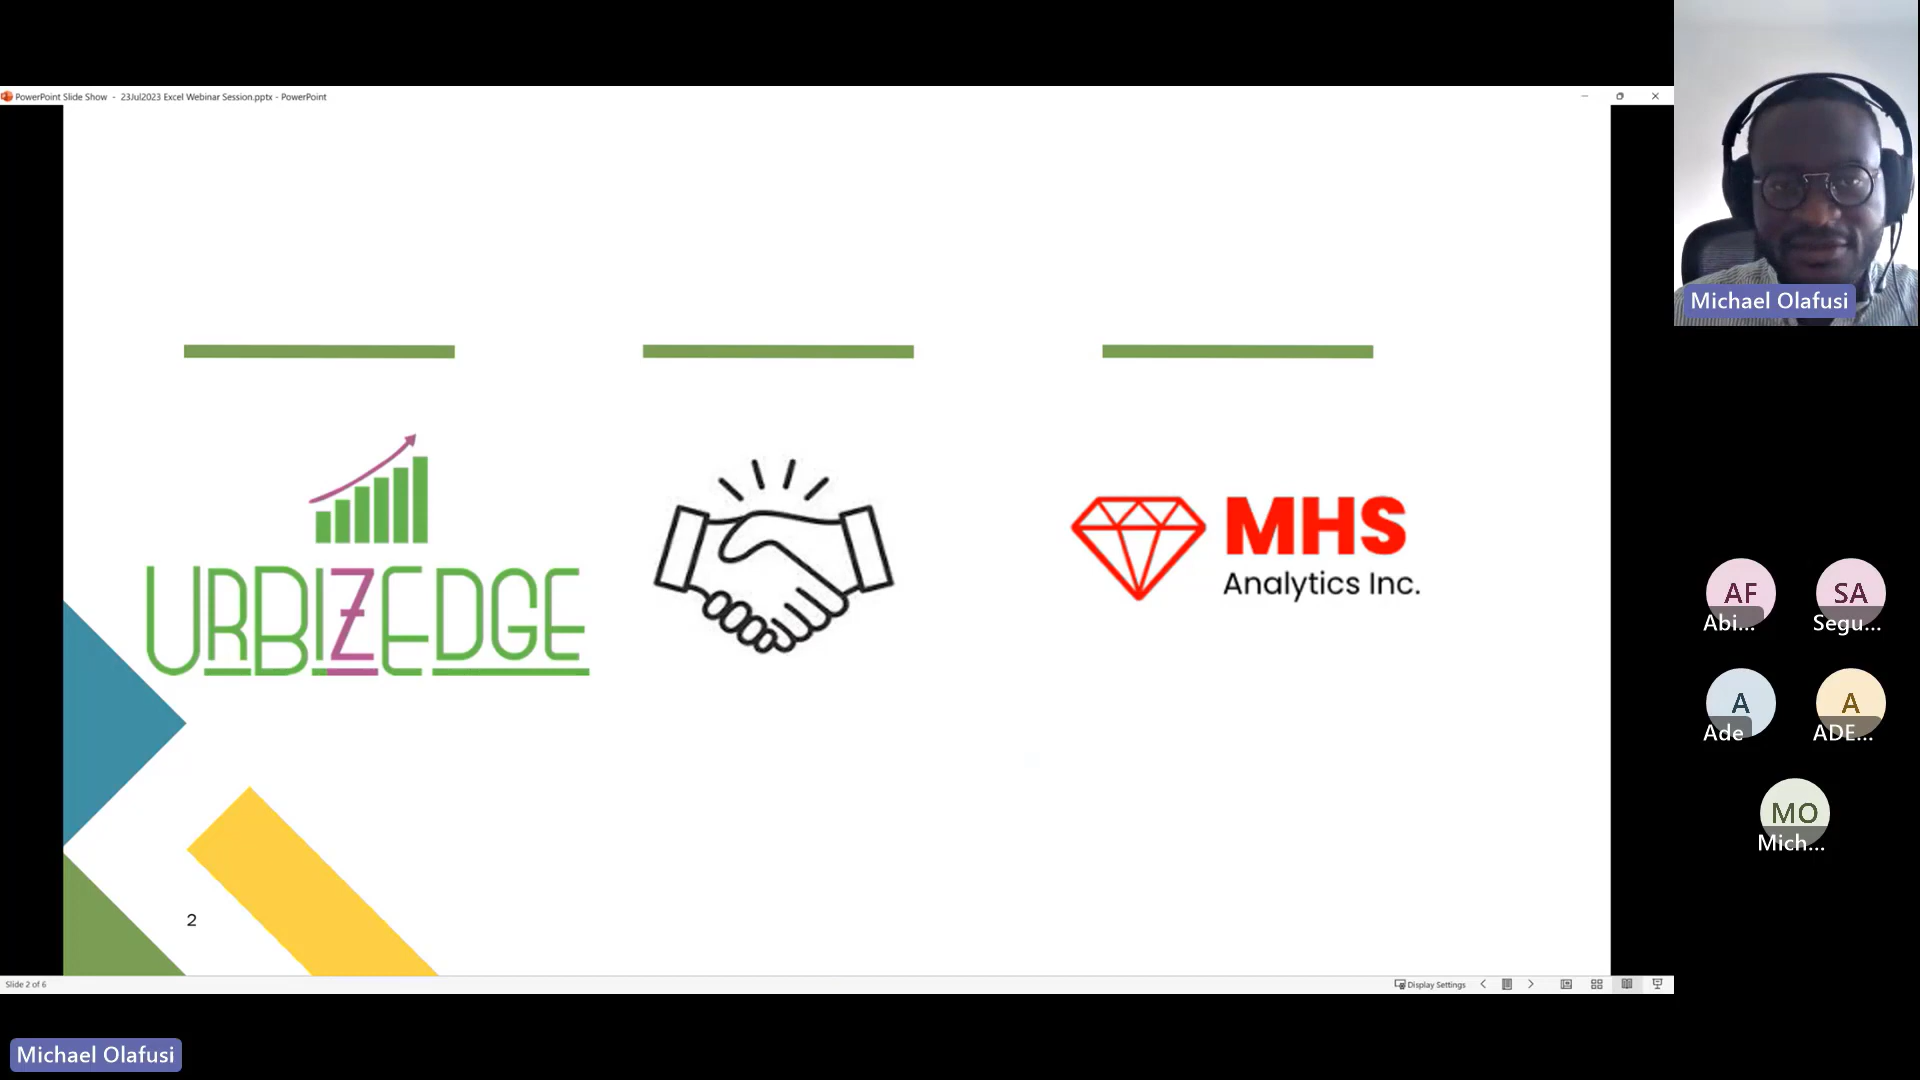 PowerPoint Slide Show - 23Jul2023 Excel Webinar Session.pptx - PowerPoint
Michael Olafusi
URBIZEDGE
MHS
Analytics Inc.
AF
Abi...
SA
Segu...
A
Ade
A
ADE...
MO
Mich...
2
Slide 2 of 6
Display Settings
Michael Olafusi